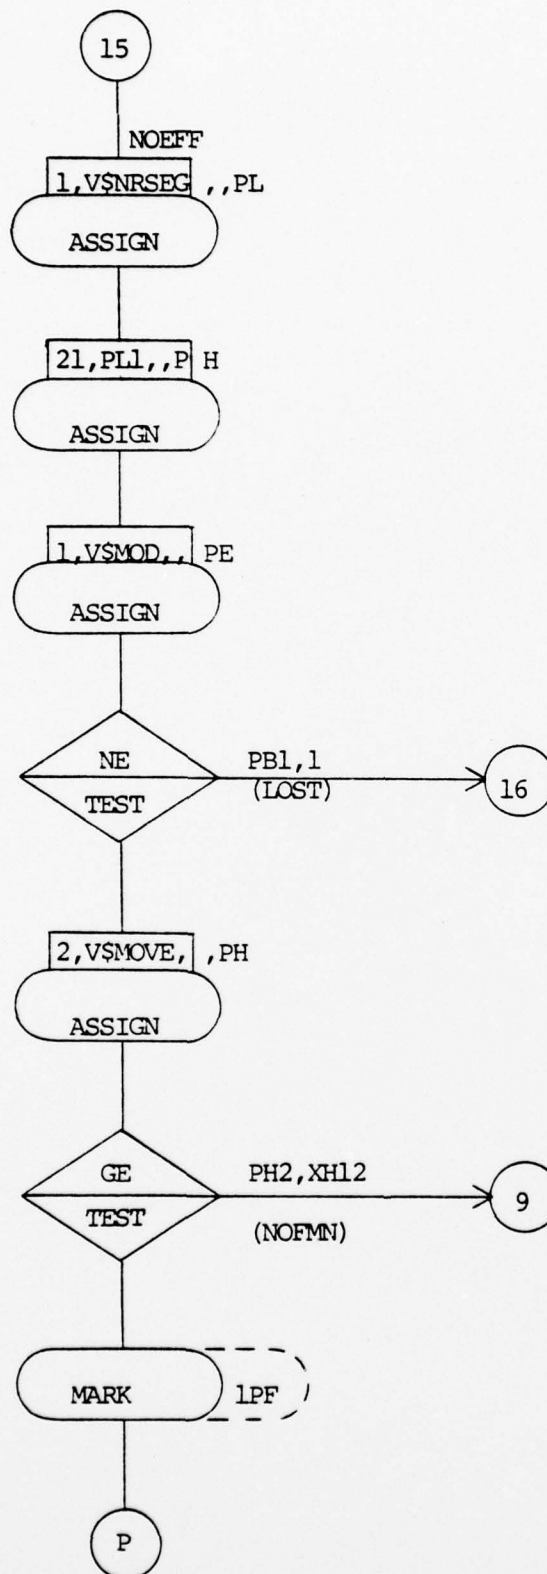 15
NOEFF
1,V$NRSEG ,,PL
ASSIGN
21,PL1,,P H
ASSIGN
1,V$MOD,, PE
ASSIGN
NE PB1,1
TEST (LOST) 16
2,V$MOVE, ,PH
ASSIGN
GE PH2,XH12
TEST (NOFMN) 9
MARK 1PF
P